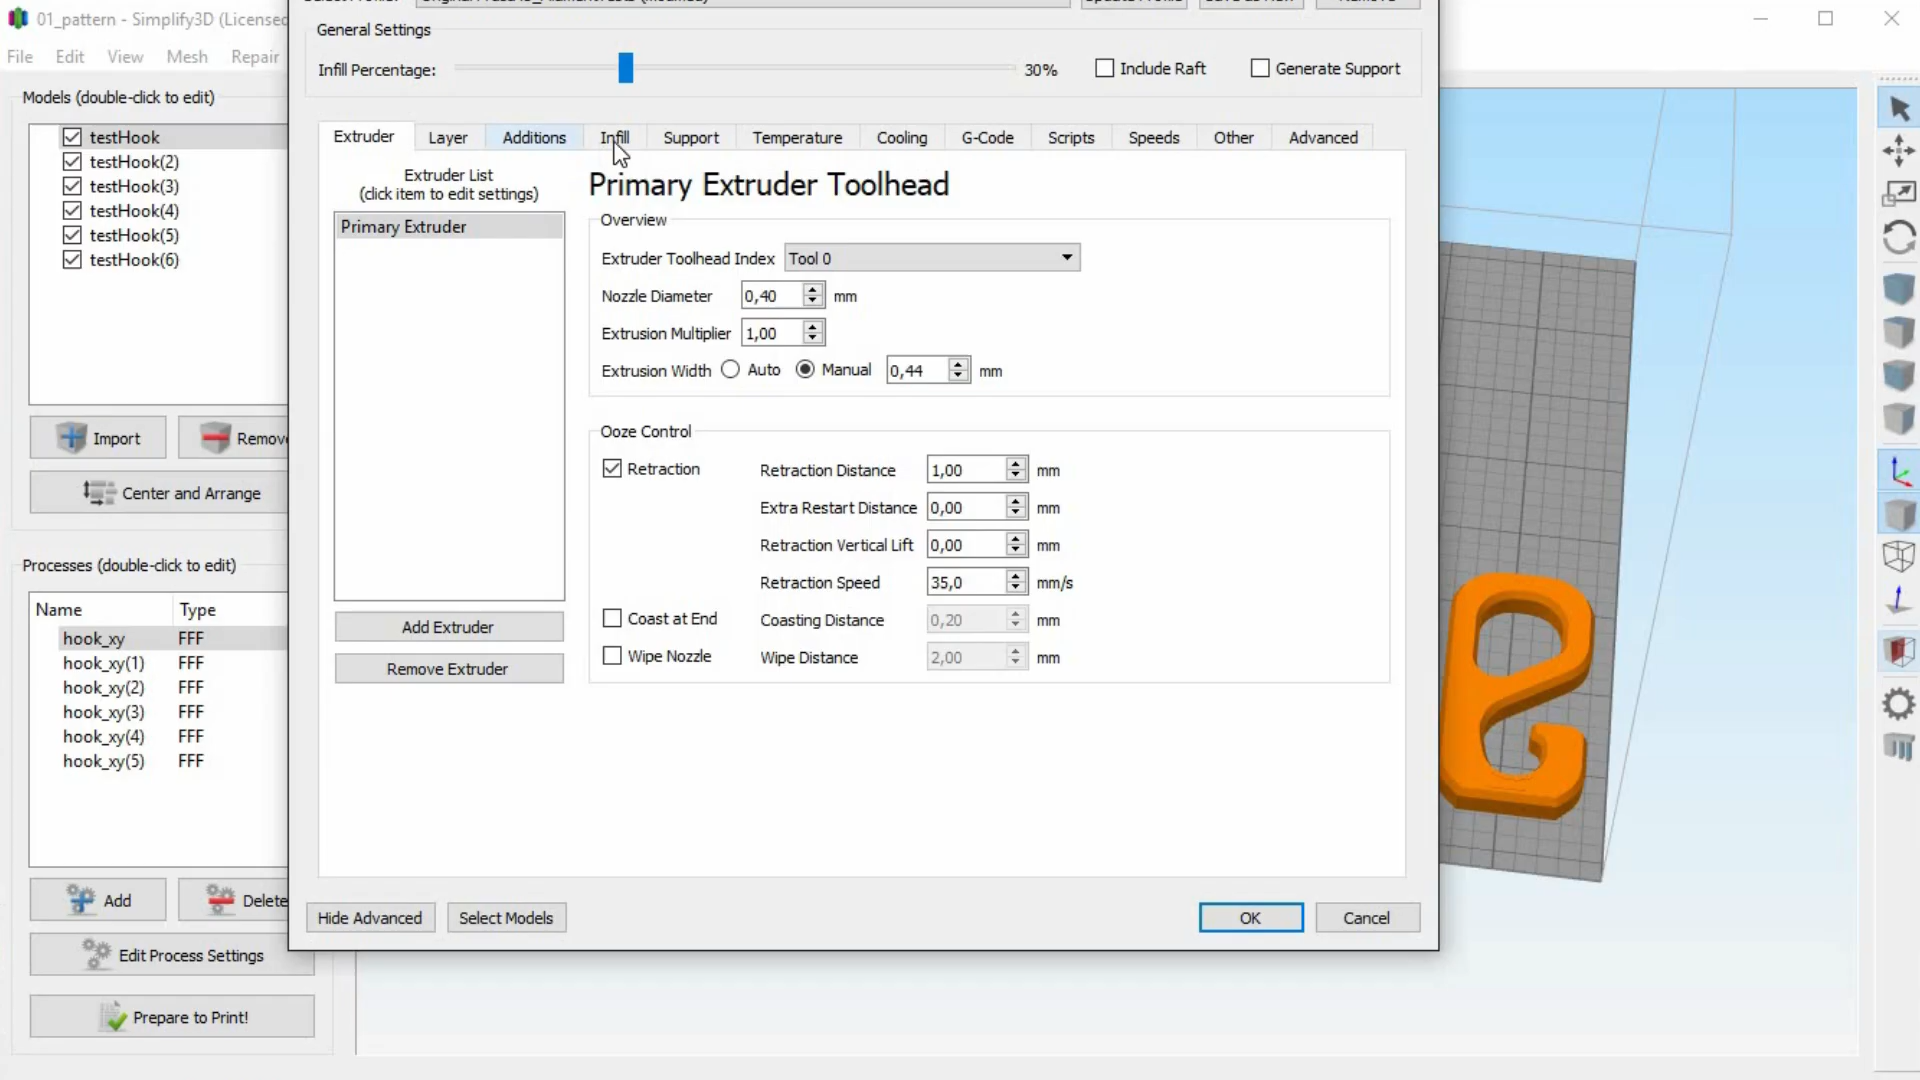 01_pattern - Simplify3D (Licensed
File Edit View Mesh Repair
Models (double-click to edit)
testHook
testHook(2)
testHook(3)
testHook(4)
testHook(5)
testHook(6)
Import
Remove
Center and Arrange
Processes (double-click to edit)
Name Type
hook_xy FFF
hook_xy(1) FFF
hook_xy(2) FFF
hook_xy(3) FFF
hook_xy(4) FFF
hook_xy(5) FFF
Add
Delete
Edit Process Settings
Prepare to Print!
General Settings
Infill Percentage: 30% Include Raft Generate Support
Extruder Layer Additions Infill Support Temperature Cooling G-Code Scripts Speeds Other Advanced
Extruder List
(click item to edit settings)
Primary Extruder
Add Extruder
Remove Extruder
Primary Extruder Toolhead
Overview
Extruder Toolhead Index Tool 0
Nozzle Diameter 0,40 mm
Extrusion Multiplier 1,00
Extrusion Width Auto Manual 0,44 mm
Ooze Control
Retraction Retraction Distance 1,00 mm
Extra Restart Distance 0,00 mm
Retraction Vertical Lift 0,00 mm
Retraction Speed 35,0 mm/s
Coast at End Coasting Distance 0,20 mm
Wipe Nozzle Wipe Distance 2,00 mm
Hide Advanced Select Models OK Cancel